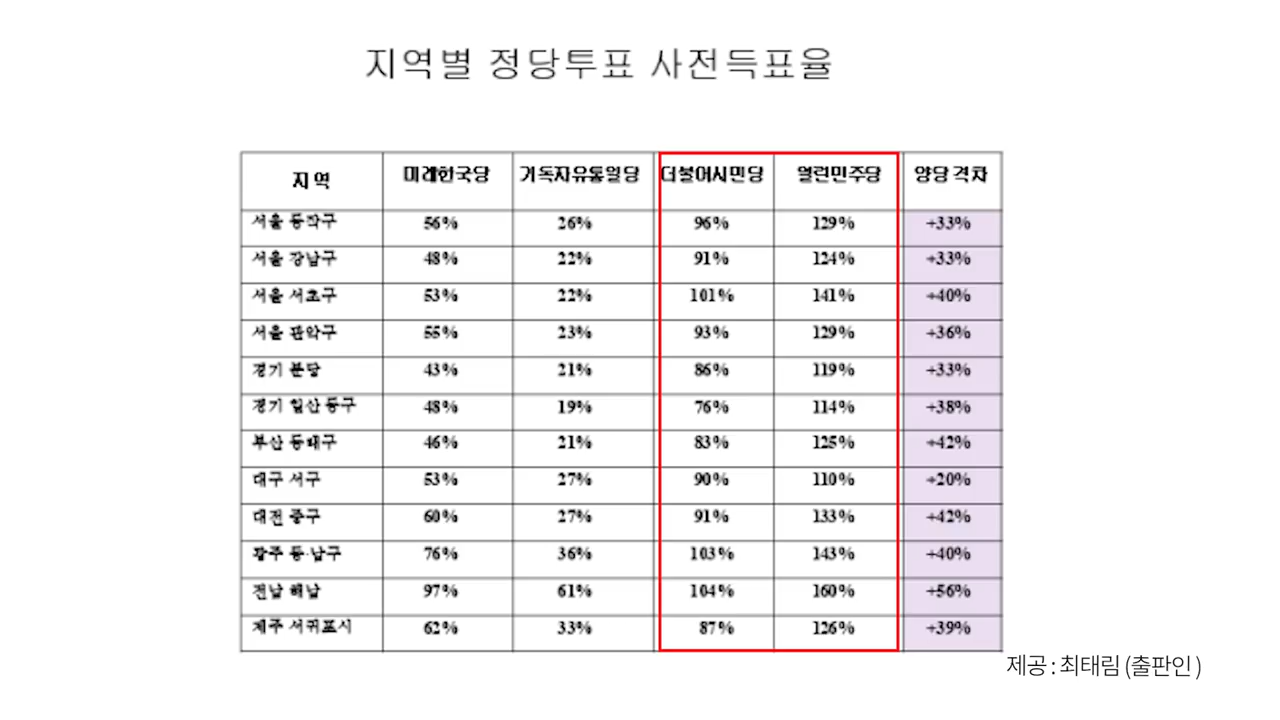 지역별 정당투표 사전득표율
지역 미래한국당 기독자유통일당 더불어시민당 열린민주당 양당 격차
서울 동작구 56% 26% 96% 129% +33%
서울 강남구 48% 22% 91% 124% +33%
서울 서초구 53% 22% 101% 141% +40%
서울 관악구 55% 23% 93% 129% +36%
경기 분당 43% 21% 86% 119% +33%
경기 일산 동구 48% 19% 76% 114% +38%
부산 동래구 46% 21% 83% 125% +42%
대구 서구 53% 27% 90% 110% +20%
대전 중구 60% 27% 91% 133% +42%
광주 동·남구 76% 36% 103% 143% +40%
전남 해남 97% 61% 104% 160% +56%
제주 서귀포시 62% 33% 87% 126% +39%
제공 : 최태림 (출판인 )